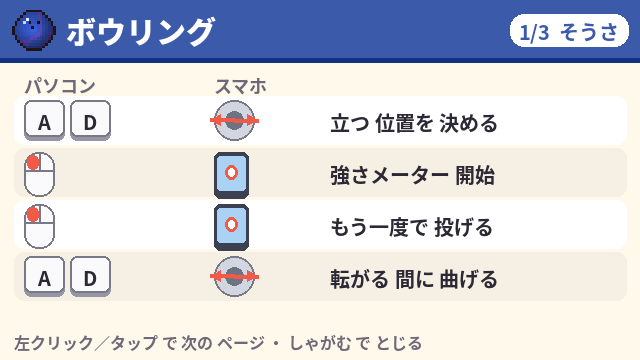 ボウリング
1/3 そうさ
パソコン スマホ
A D 立つ 位置を 決める
強さメーター 開始
もう一度で 投げる
A D 転がる 間に 曲げる
左クリック／タップ で 次の ページ ・ しゃがむ で とじる